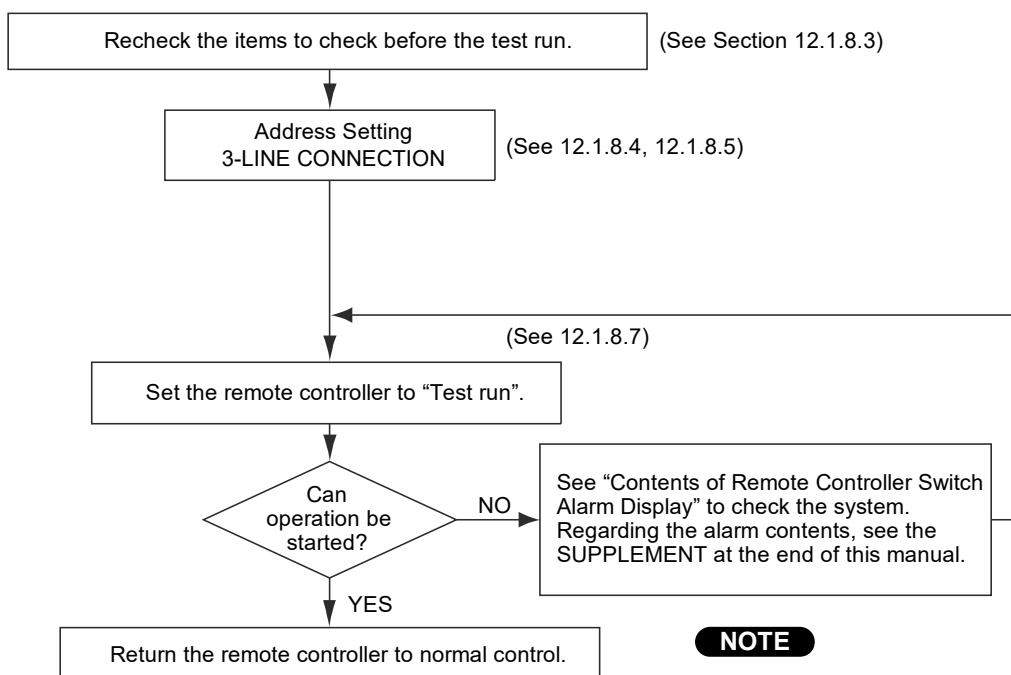 Recheck the items to check before the test run.
(See Section 12.1.8.3)
Address Setting
3-LINE CONNECTION
(See 12.1.8.4, 12.1.8.5)
(See 12.1.8.7)
Set the remote controller to “Test run”.
Can
operation be
started?
NO
See “Contents of Remote Controller Switch
Alarm Display” to check the system.
Regarding the alarm contents, see the
SUPPLEMENT at the end of this manual.
YES
Return the remote controller to normal control.
NOTE